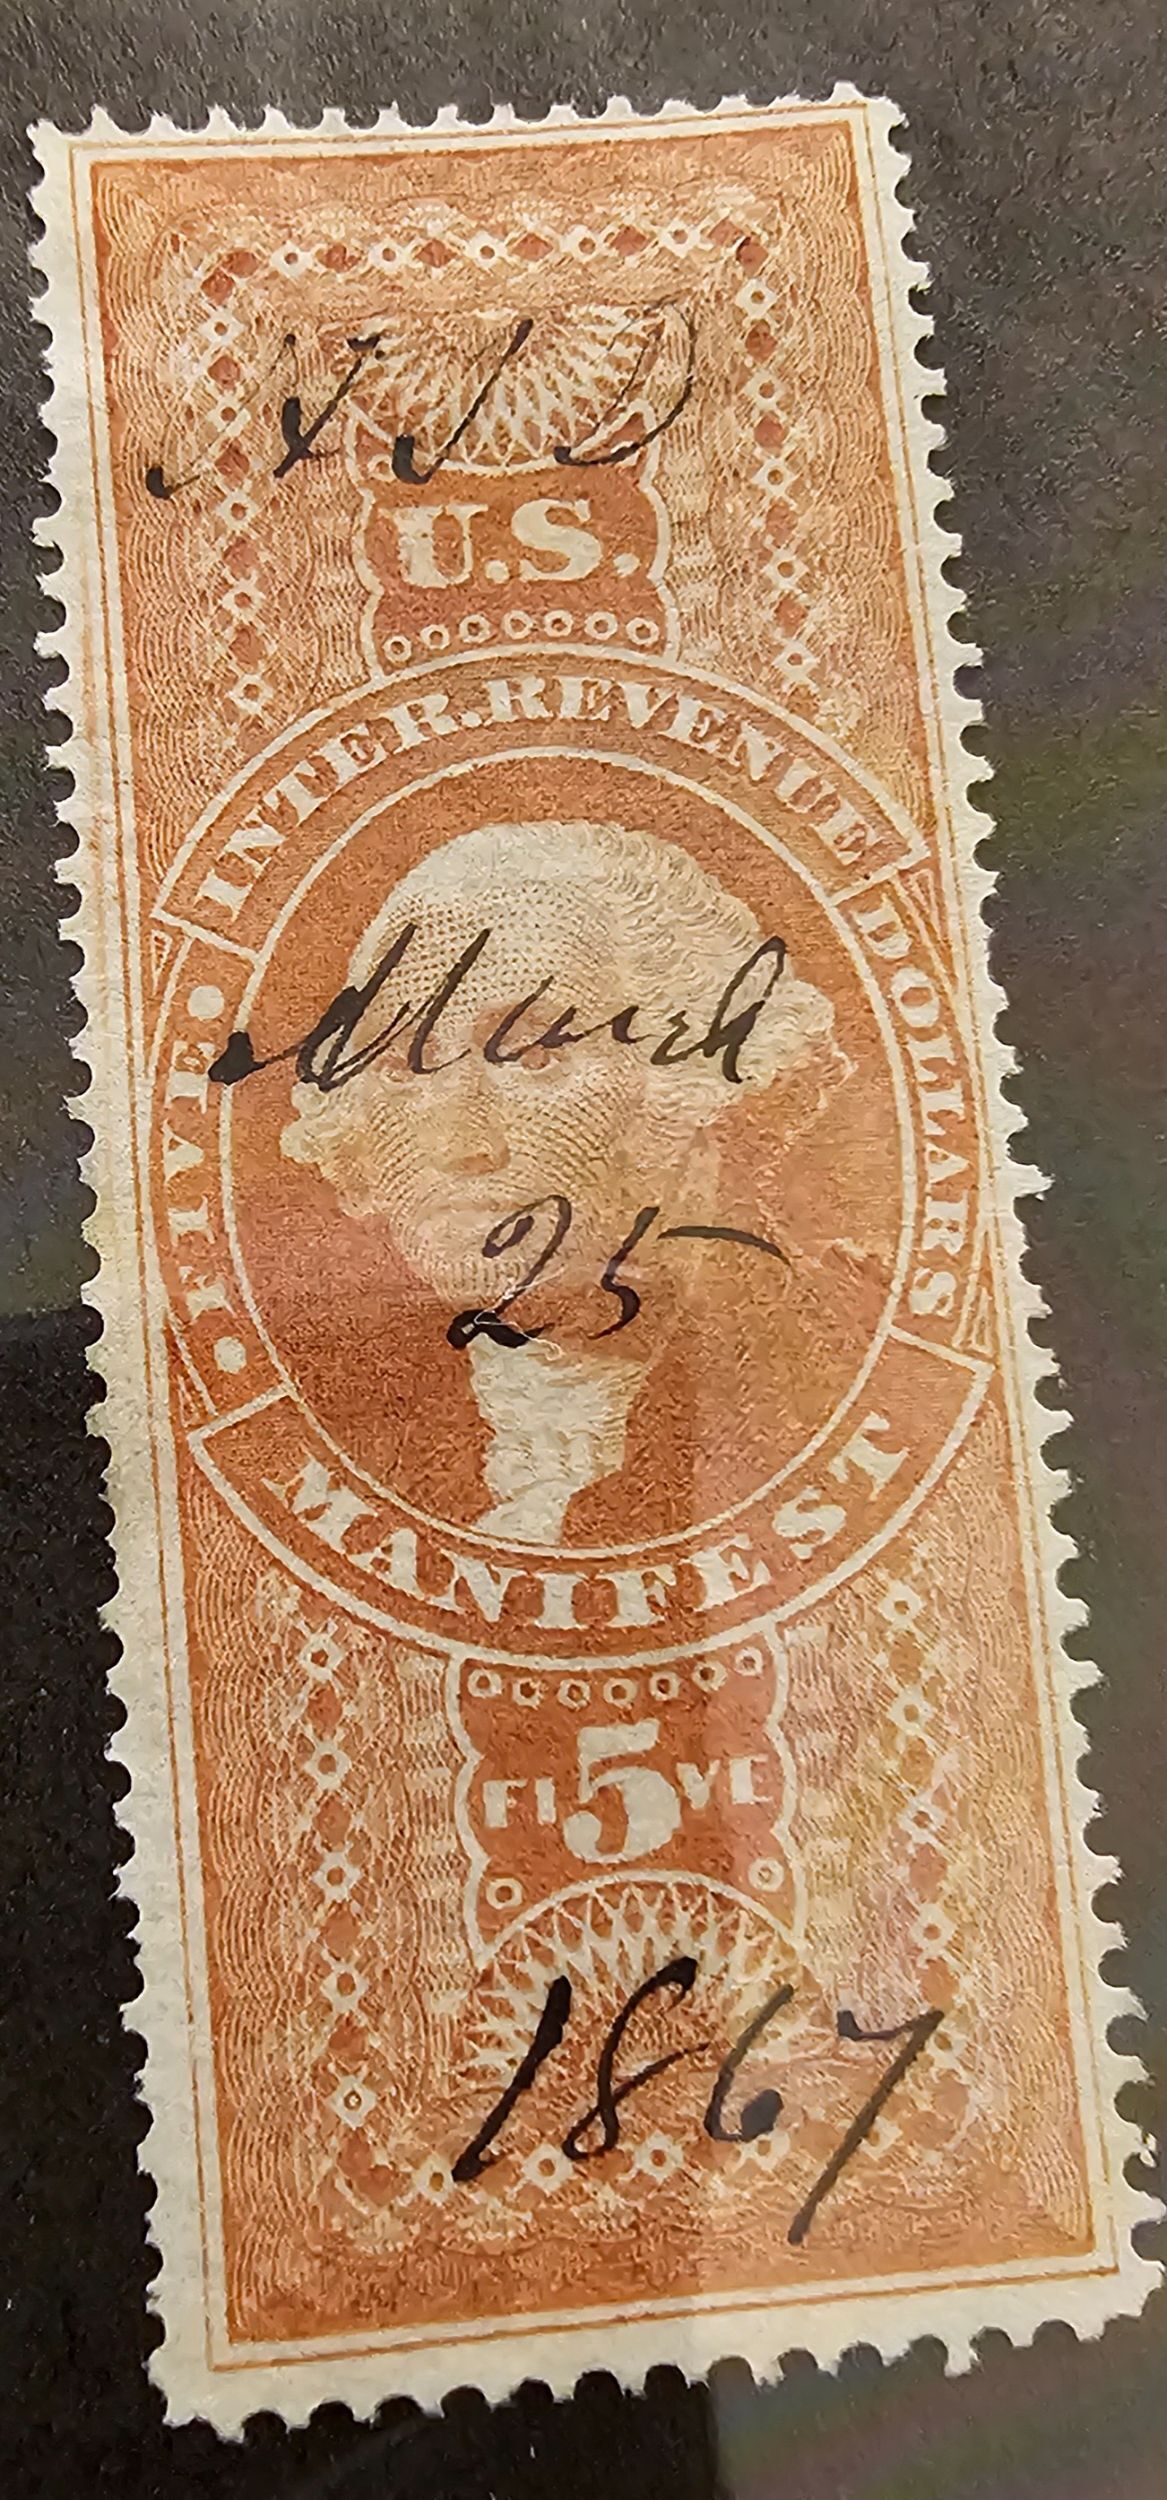 U.S.
INTER. REVENUE
FIVE DOLLARS
March
25
MANIFEST
FI 5 VE
1867